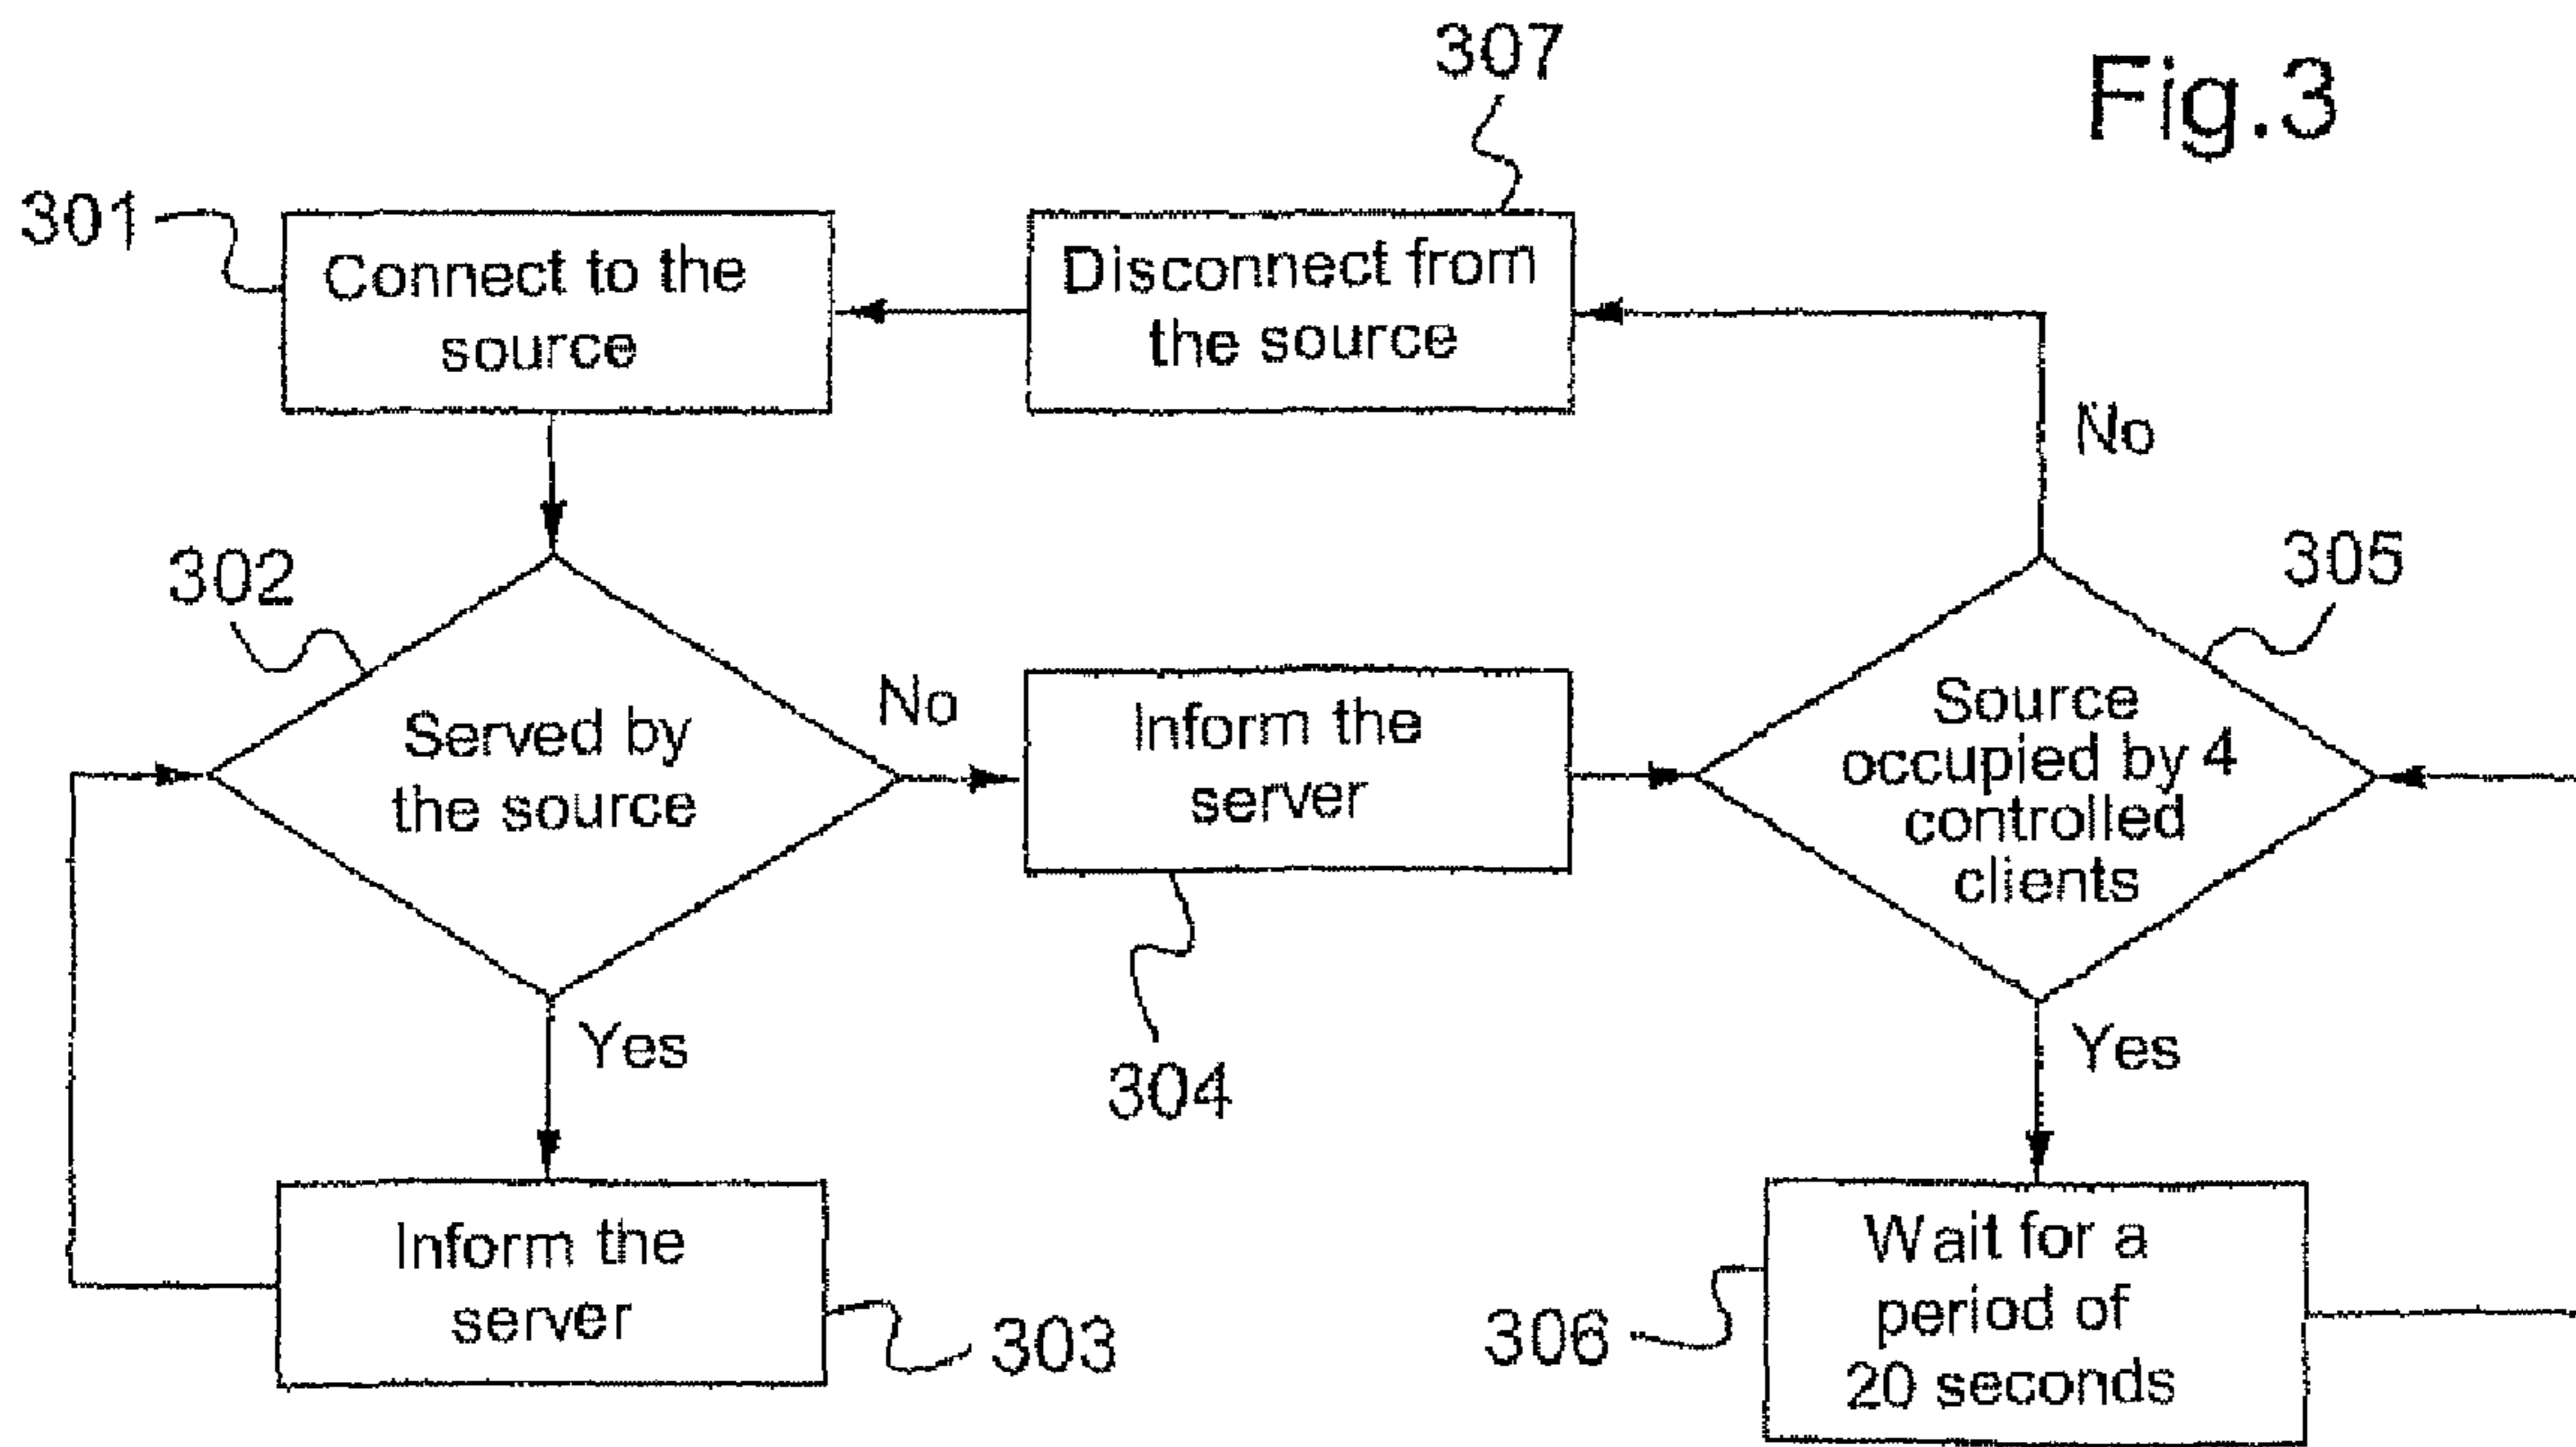 Fig.3
307
301
Connect to the
source
Disconnect from
the source
No
302
305
Served by
the source
No
Inform the
server
Source
occupied by 4
controlled
clients
304
Yes
Yes
Inform the
server
303
306
Wait for a
period of
20 seconds